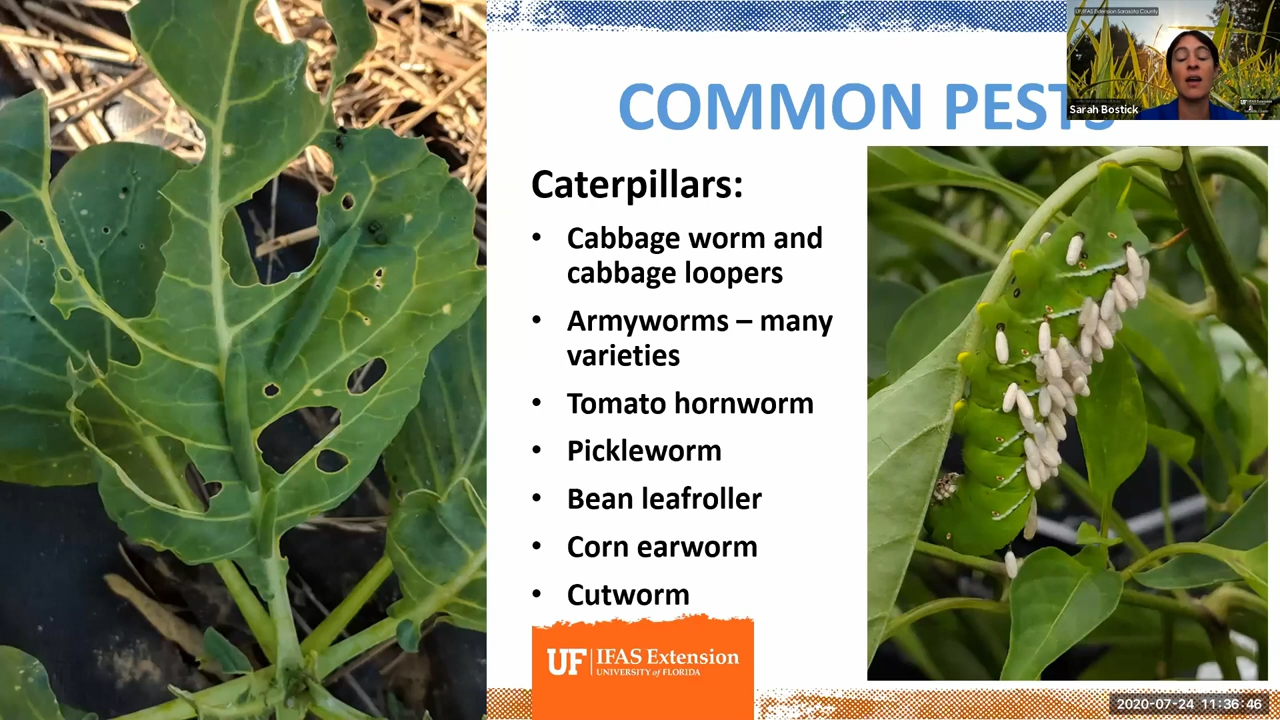 UF/IFAS Extension Sarasota County
Sarah Bostick
COMMON PESTS
Caterpillars:
• Cabbage worm and
cabbage loopers
• Armyworms – many
varieties
• Tomato hornworm
• Pickleworm
• Bean leafroller
• Corn earworm
• Cutworm
UF IFAS Extension
UNIVERSITY of FLORIDA
2020-07-24 11:36:46